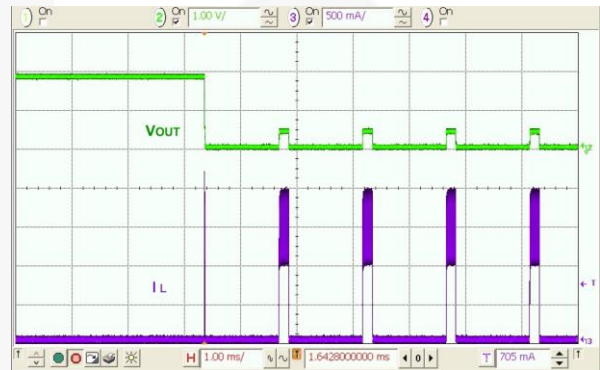 1 On 2 On 1.00 V/ 3 On 500 mA/ 4 On
VOUT
IL
T
H 1.00 ms/ 1.6428000000 ms 0 T 705 mA